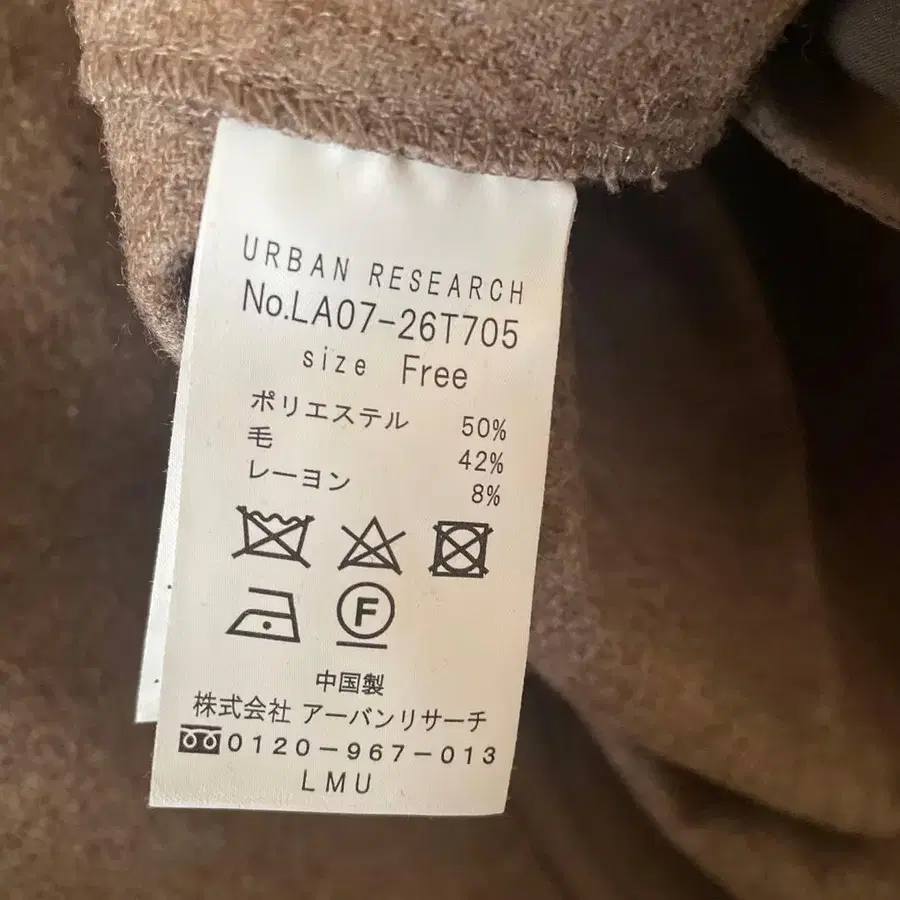 URBAN RESEARCH
No.LA07-26T705
size Free
ポリエステル 50%
毛 42%
レーヨン 8%
F
中国製
株式会社 アーバンリサーチ
0120-967-013
LMU